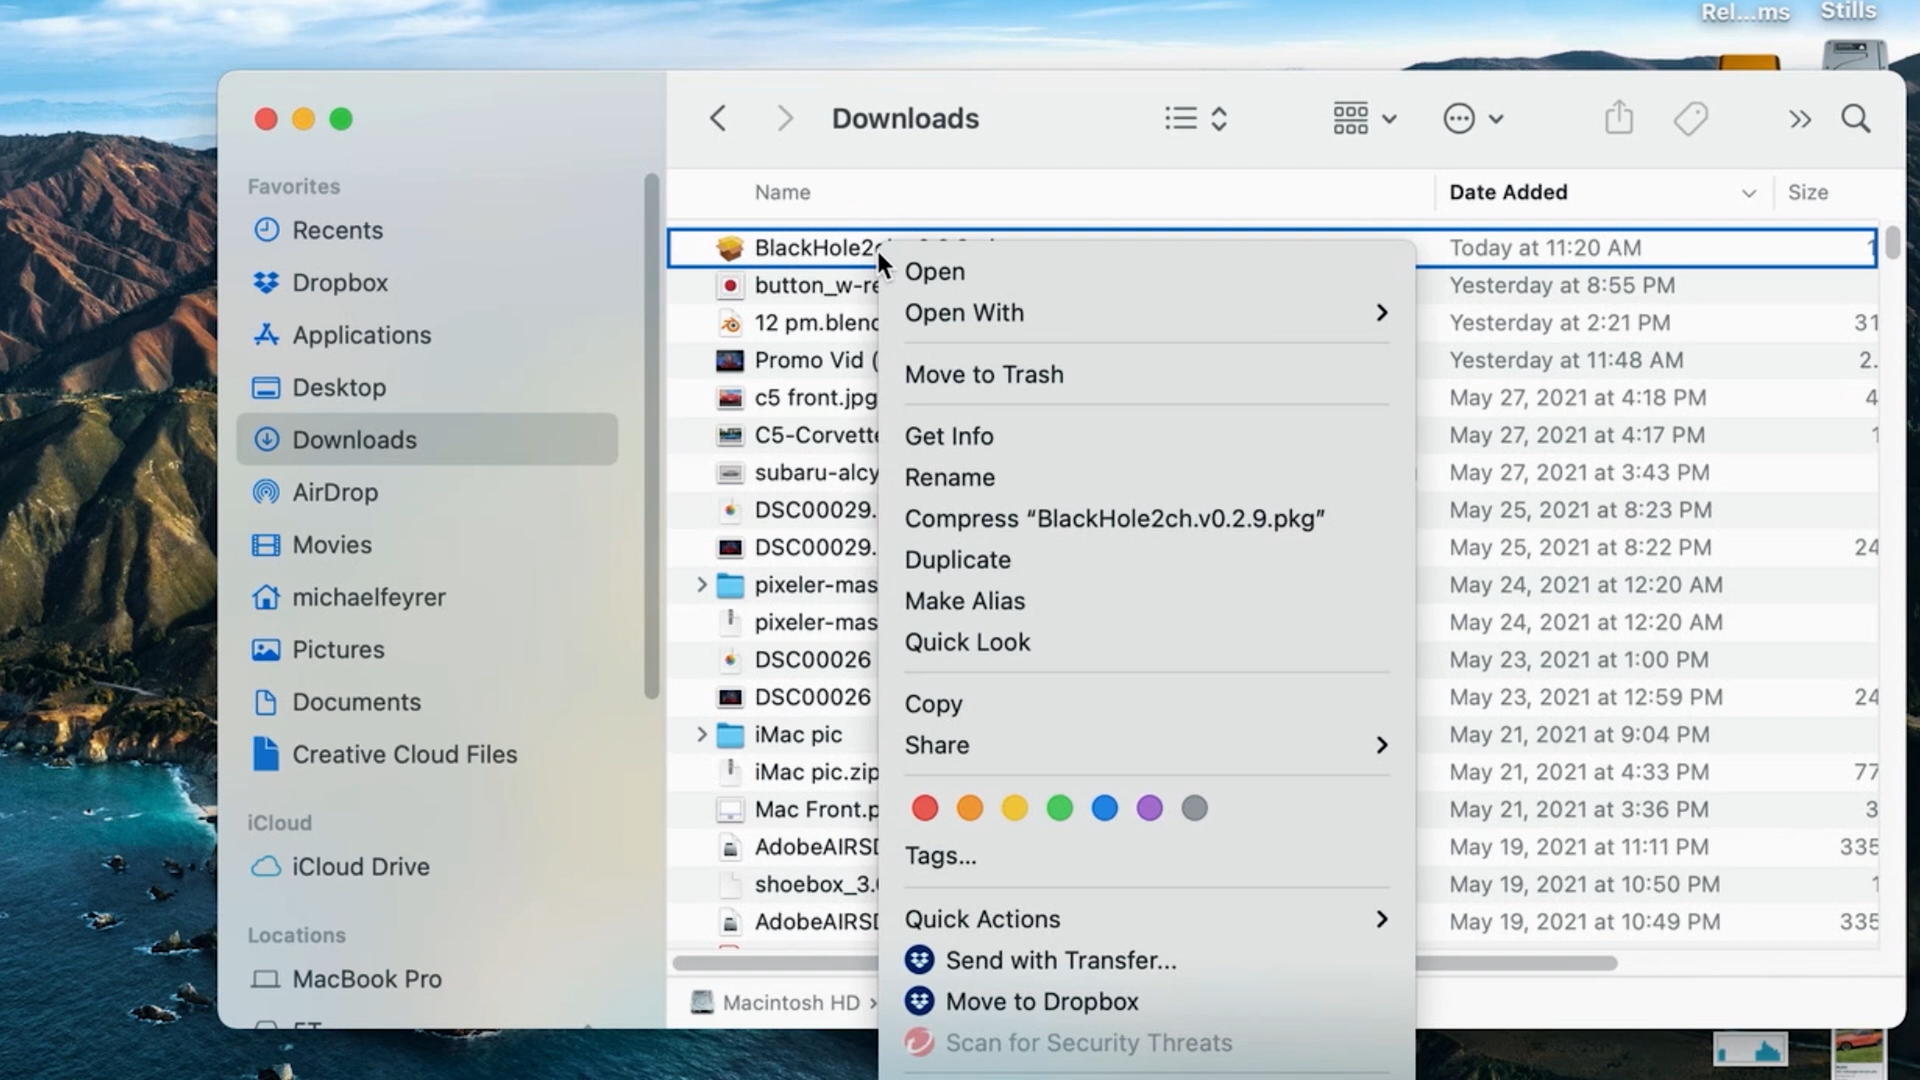 Rel...ms
Stills
Downloads
Favorites
Recents
Dropbox
Applications
Desktop
Downloads
AirDrop
Movies
michaelfeyrer
Pictures
Documents
Creative Cloud Files
iCloud
iCloud Drive
Locations
MacBook Pro
Name
Date Added
Size
BlackHole2
Today at 11:20 AM
1
button_w-re
Yesterday at 8:55 PM
12 pm.blend
Yesterday at 2:21 PM
31
Promo Vid (
Yesterday at 11:48 AM
2.
c5 front.jpg
May 27, 2021 at 4:18 PM
4
C5-Corvette
May 27, 2021 at 4:17 PM
1
subaru-alcy
May 27, 2021 at 3:43 PM
DSC00029.
May 25, 2021 at 8:23 PM
DSC00029.
May 25, 2021 at 8:22 PM
24
pixeler-mas
May 24, 2021 at 12:20 AM
pixeler-mas
May 24, 2021 at 12:20 AM
DSC00026
May 23, 2021 at 1:00 PM
DSC00026
May 23, 2021 at 12:59 PM
24
iMac pic
May 21, 2021 at 9:04 PM
iMac pic.zip
May 21, 2021 at 4:33 PM
77
Mac Front.p
May 21, 2021 at 3:36 PM
3
AdobeAIRSD
May 19, 2021 at 11:11 PM
335
shoebox_3.
May 19, 2021 at 10:50 PM
1
AdobeAIRSD
May 19, 2021 at 10:49 PM
335
Macintosh HD ›
Open
Open With
Move to Trash
Get Info
Rename
Compress “BlackHole2ch.v0.2.9.pkg”
Duplicate
Make Alias
Quick Look
Copy
Share
Tags...
Quick Actions
Send with Transfer...
Move to Dropbox
Scan for Security Threats